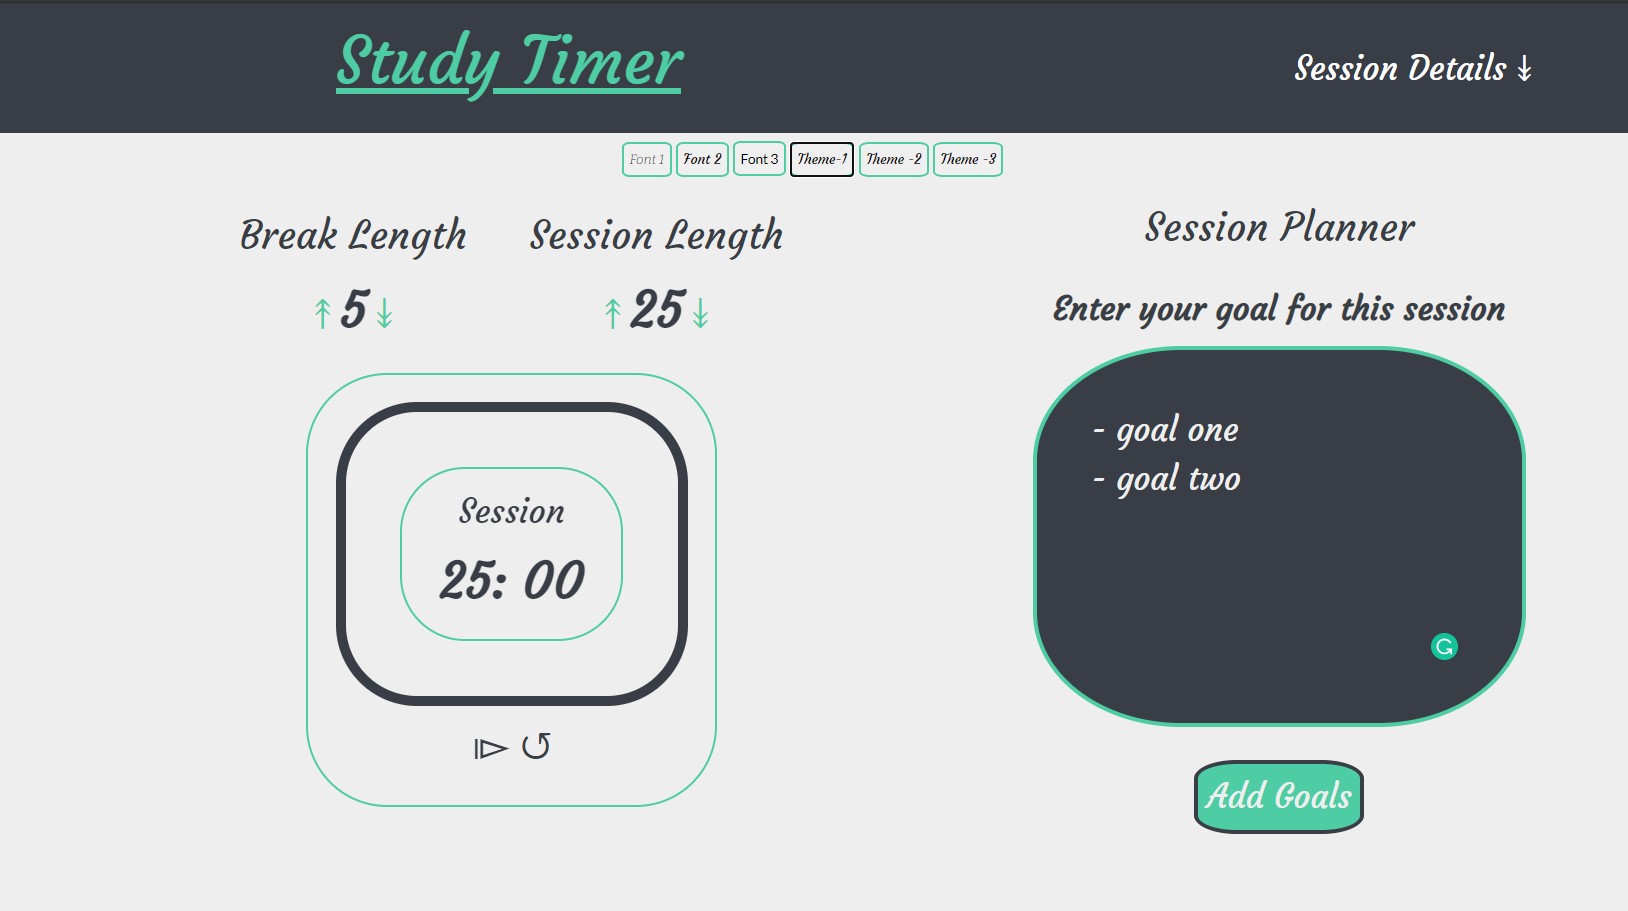 Study Timer
Session Details ↡
Font 1 Font 2 Font 3 Theme-1 Theme -2 Theme -3
Break Length
↟ 5 ↡
Session Length
↟ 25 ↡
Session
25: 00
Session Planner
Enter your goal for this session
- goal one
- goal two
Add Goals